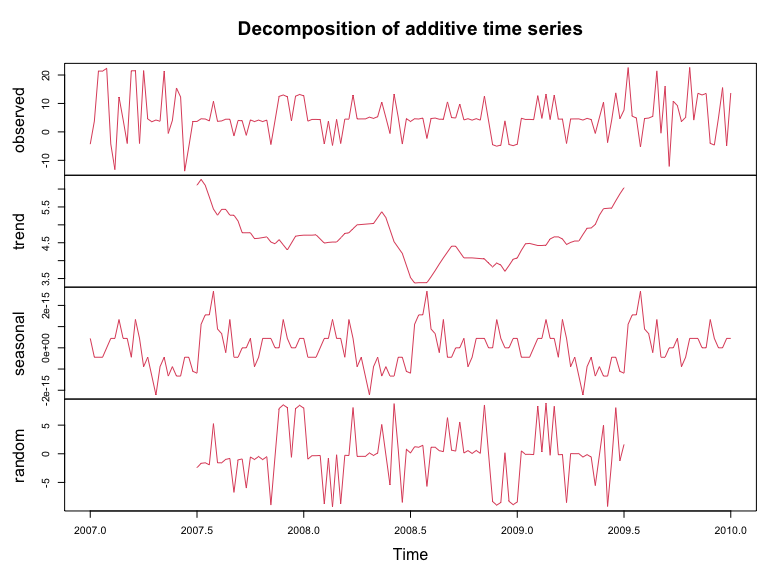 Decomposition of additive time series
observed
-10 0 10 20
trend
3.5 4.5 5.5
seasonal
-2e-15 0e+00 2e-15
random
-5 0 5
2007.0 2007.5 2008.0 2008.5 2009.0 2009.5 2010.0
Time